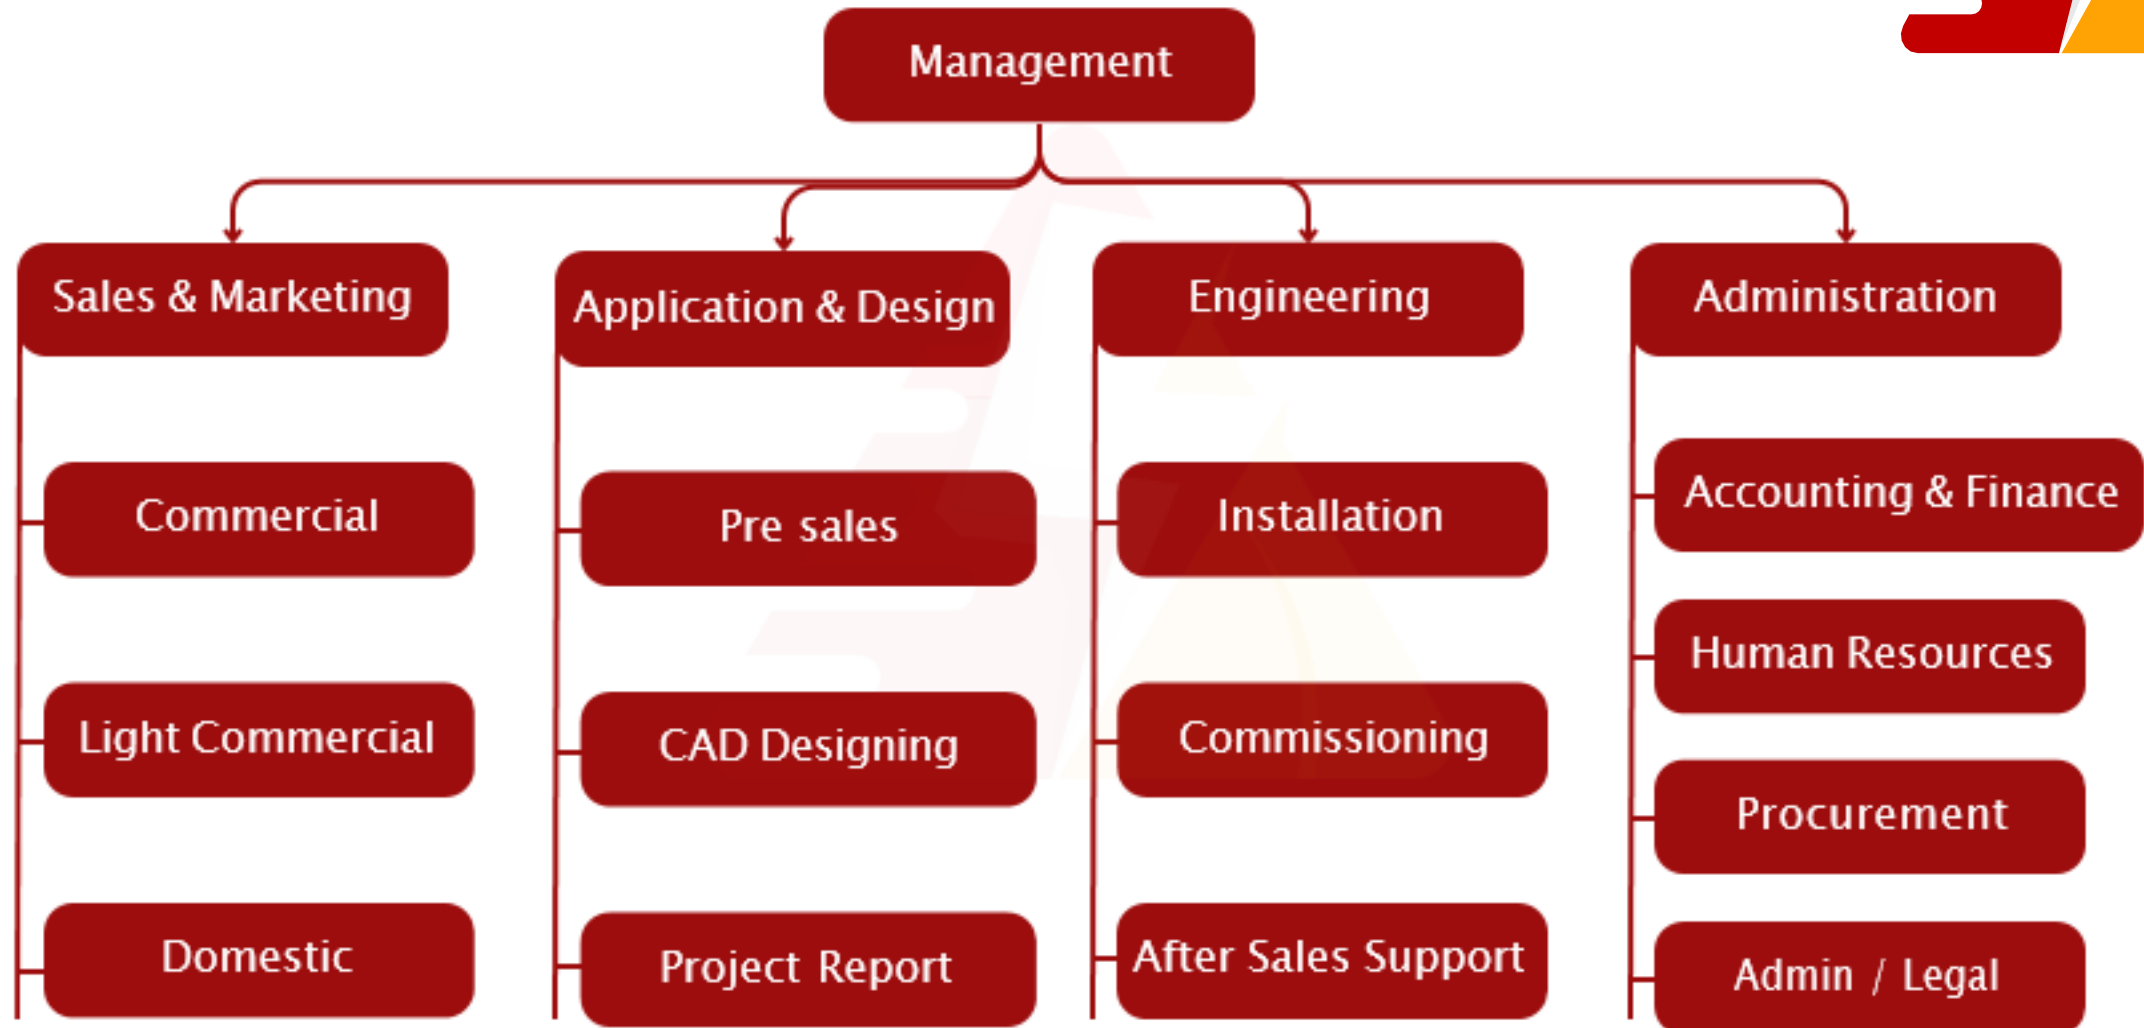 Management
Sales & Marketing
Commercial
Light Commercial
Domestic
Application & Design
Pre sales
CAD Designing
Project Report
Engineering
Installation
Commissioning
After Sales Support
Administration
Accounting & Finance
Human Resources
Procurement
Admin / Legal